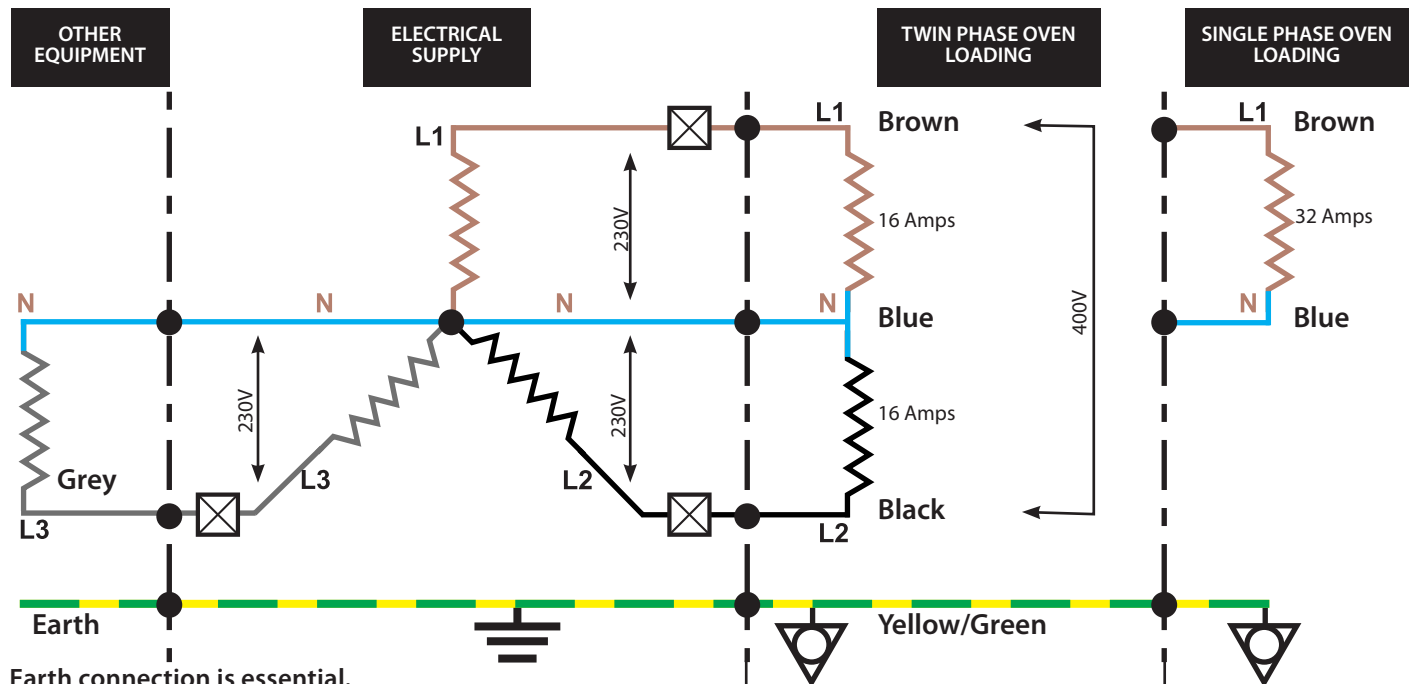 OTHER
EQUIPMENT
ELECTRICAL
SUPPLY
TWIN PHASE OVEN
LOADING
SINGLE PHASE OVEN
LOADING
L1
L1
Brown
L1
Brown
230V
16 Amps
32 Amps
N
N
N
N
Blue
N
Blue
400V
230V
230V
16 Amps
Grey
L3
L2
L3
L2
Black
Earth
Yellow/Green
Earth connection is essential.